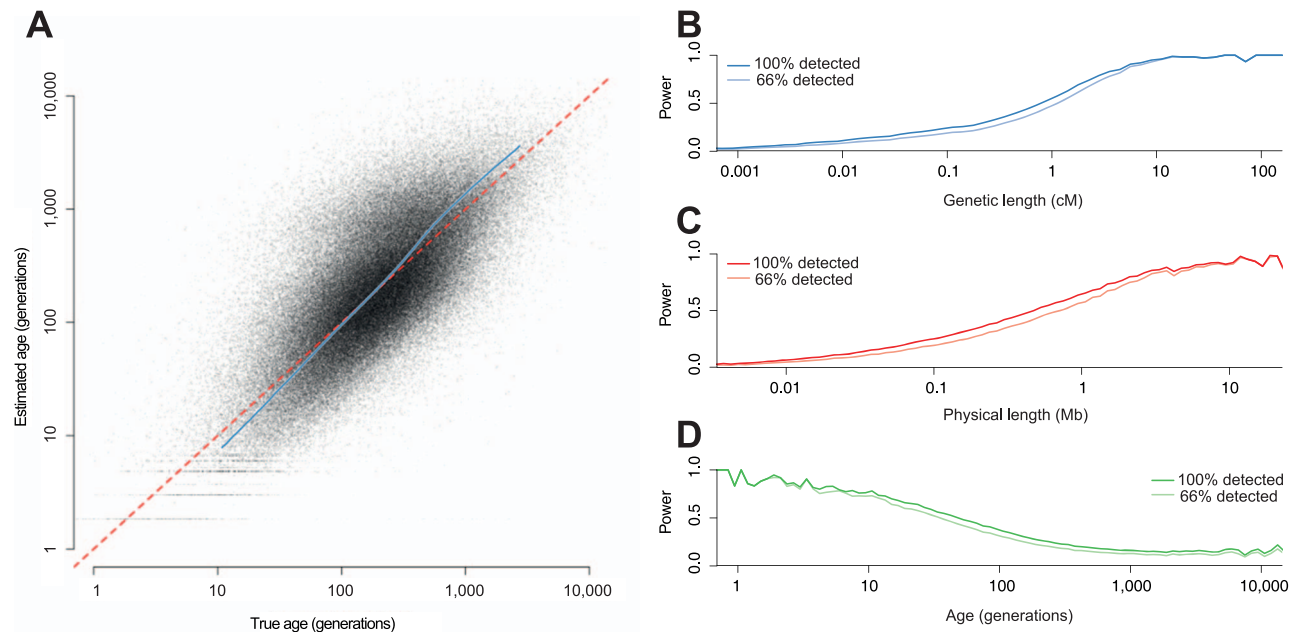 A
10,000
1,000
100
10
1
Estimated age (generations)
1 10 100 1,000 10,000
True age (generations)
B
1.0
0.5
0.0
Power
100% detected
66% detected
0.001 0.01 0.1 1 10 100
Genetic length (cM)
C
1.0
0.5
0.0
Power
100% detected
66% detected
0.01 0.1 1 10
Physical length (Mb)
D
1.0
0.5
0.0
Power
100% detected
66% detected
1 10 100 1,000 10,000
Age (generations)